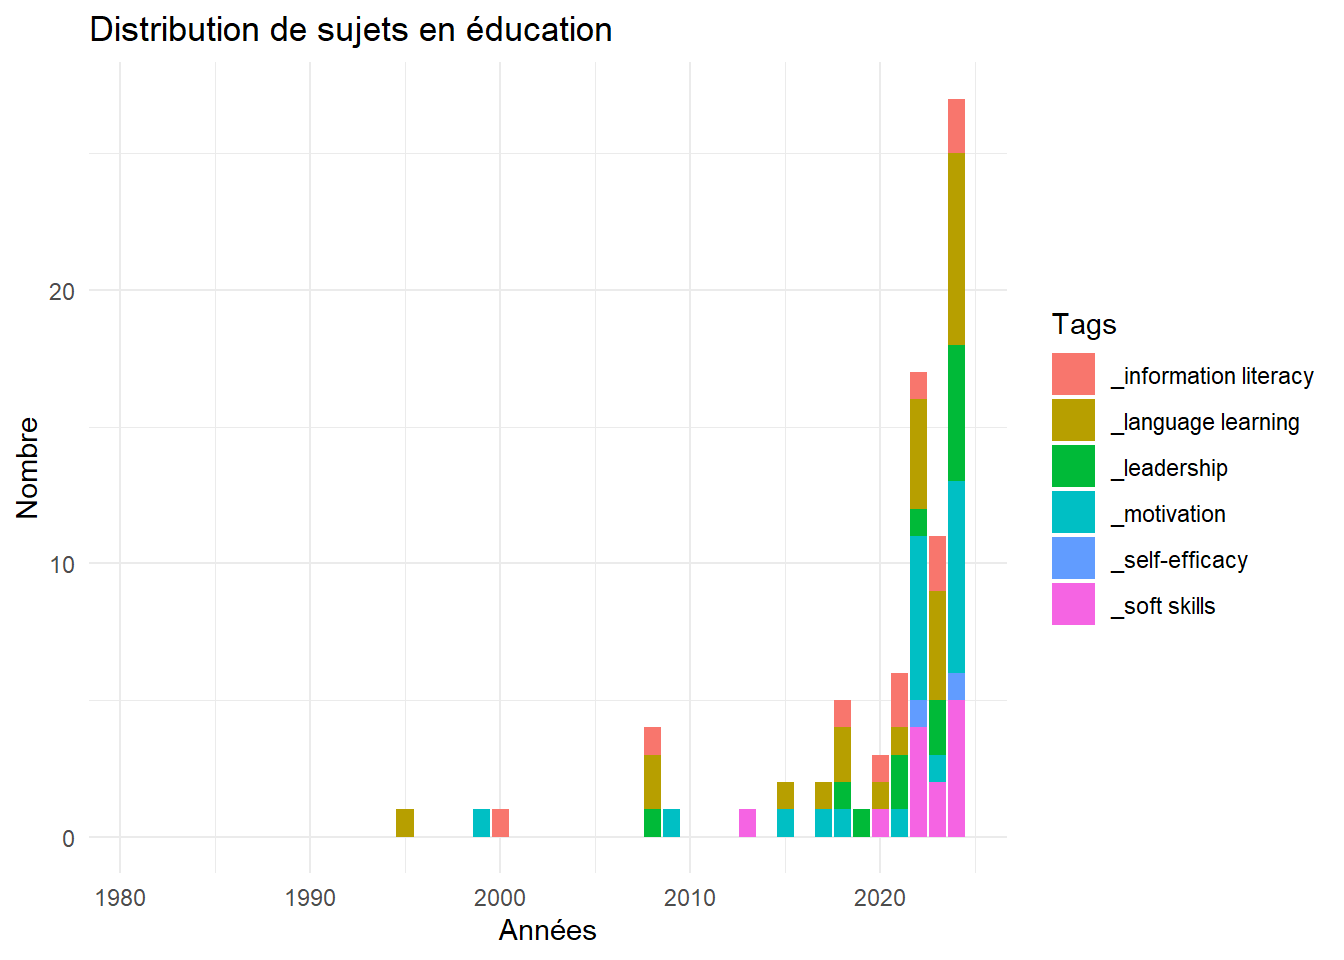 Distribution de sujets en éducation
Nombre
20
10
0
1980 1990 2000 2010 2020
Années
Tags
_information literacy
_language learning
_leadership
_motivation
_self-efficacy
_soft skills